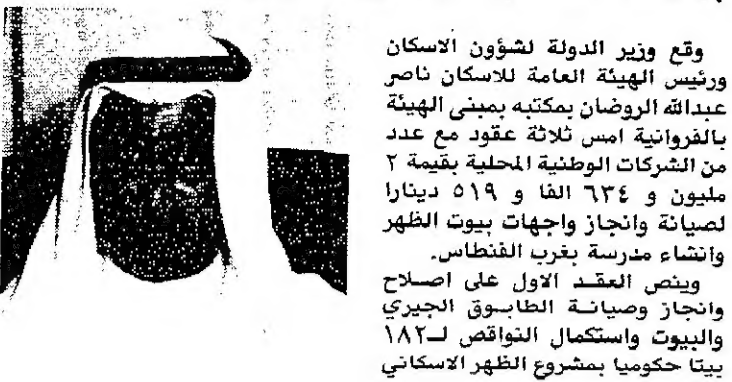 وقع وزير الدولة لشؤون الاسكان
ورئيس الهيئة العامة للاسكان ناصر
عبدالله الروضان بمكتبه بمبنى الهيئة
بالفروانية امس ثلاثة عقود مع عدد
من الشركات الوطنية المحلية بقيمة ٢
مليون و ٦٣٤ الفا و ٥١٩ دينارا
لصيانة وانجاز واجهات بيوت الظهر
وانشاء مدرسة بغرب الفنطاس.
وينص العقد الاول على اصلاح
وانجاز وصيانة الطابوق الجيري
والبيوت واستكمال النواقص لـ١٨٢
بيتا حكوميا بمشروع الظهر الاسكاني